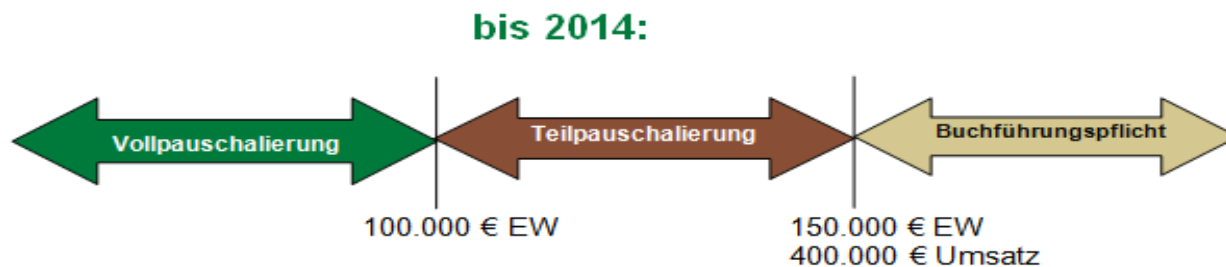 bis 2014:
Vollpauschalierung
Teilpauschalierung
Buchführungspflicht
100.000 € EW
150.000 € EW
400.000 € Umsatz